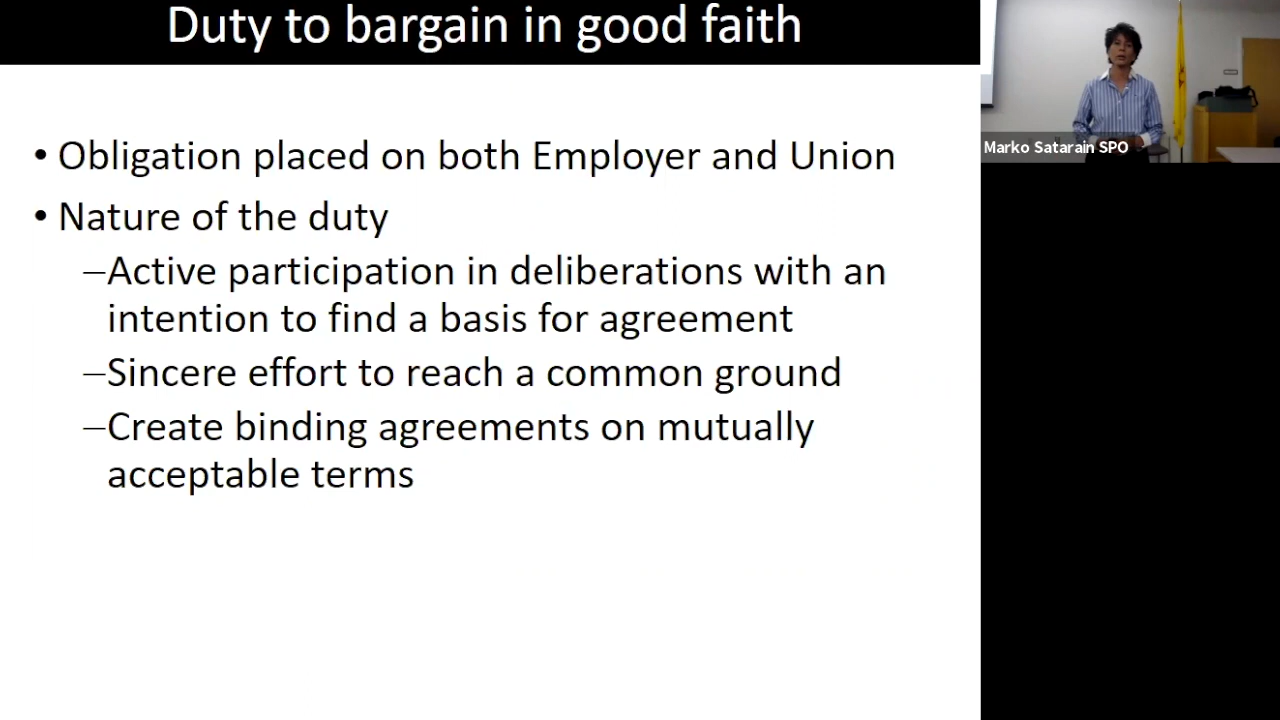 Duty to bargain in good faith
• Obligation placed on both Employer and Union
• Nature of the duty
–Active participation in deliberations with an
intention to find a basis for agreement
–Sincere effort to reach a common ground
–Create binding agreements on mutually
acceptable terms
Marko Satarain SPO